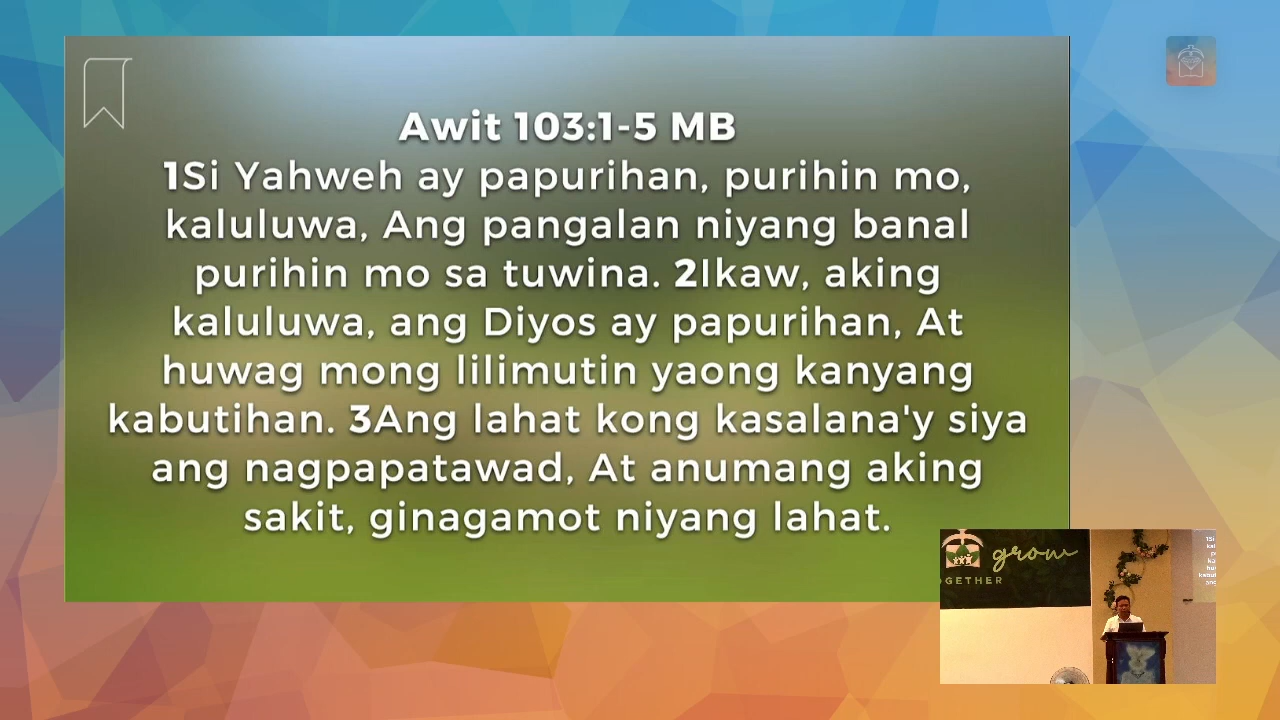 Awit 103:1-5 MB
1Si Yahweh ay papurihan, purihin mo,
kaluluwa, Ang pangalan niyang banal
purihin mo sa tuwina. 2Ikaw, aking
kaluluwa, ang Diyos ay papurihan, At
huwag mong lilimutin yaong kanyang
kabutihan. 3Ang lahat kong kasalana'y siya
ang nagpapatawad, At anumang aking
sakit, ginagamot niyang lahat.
grow
OGETHER